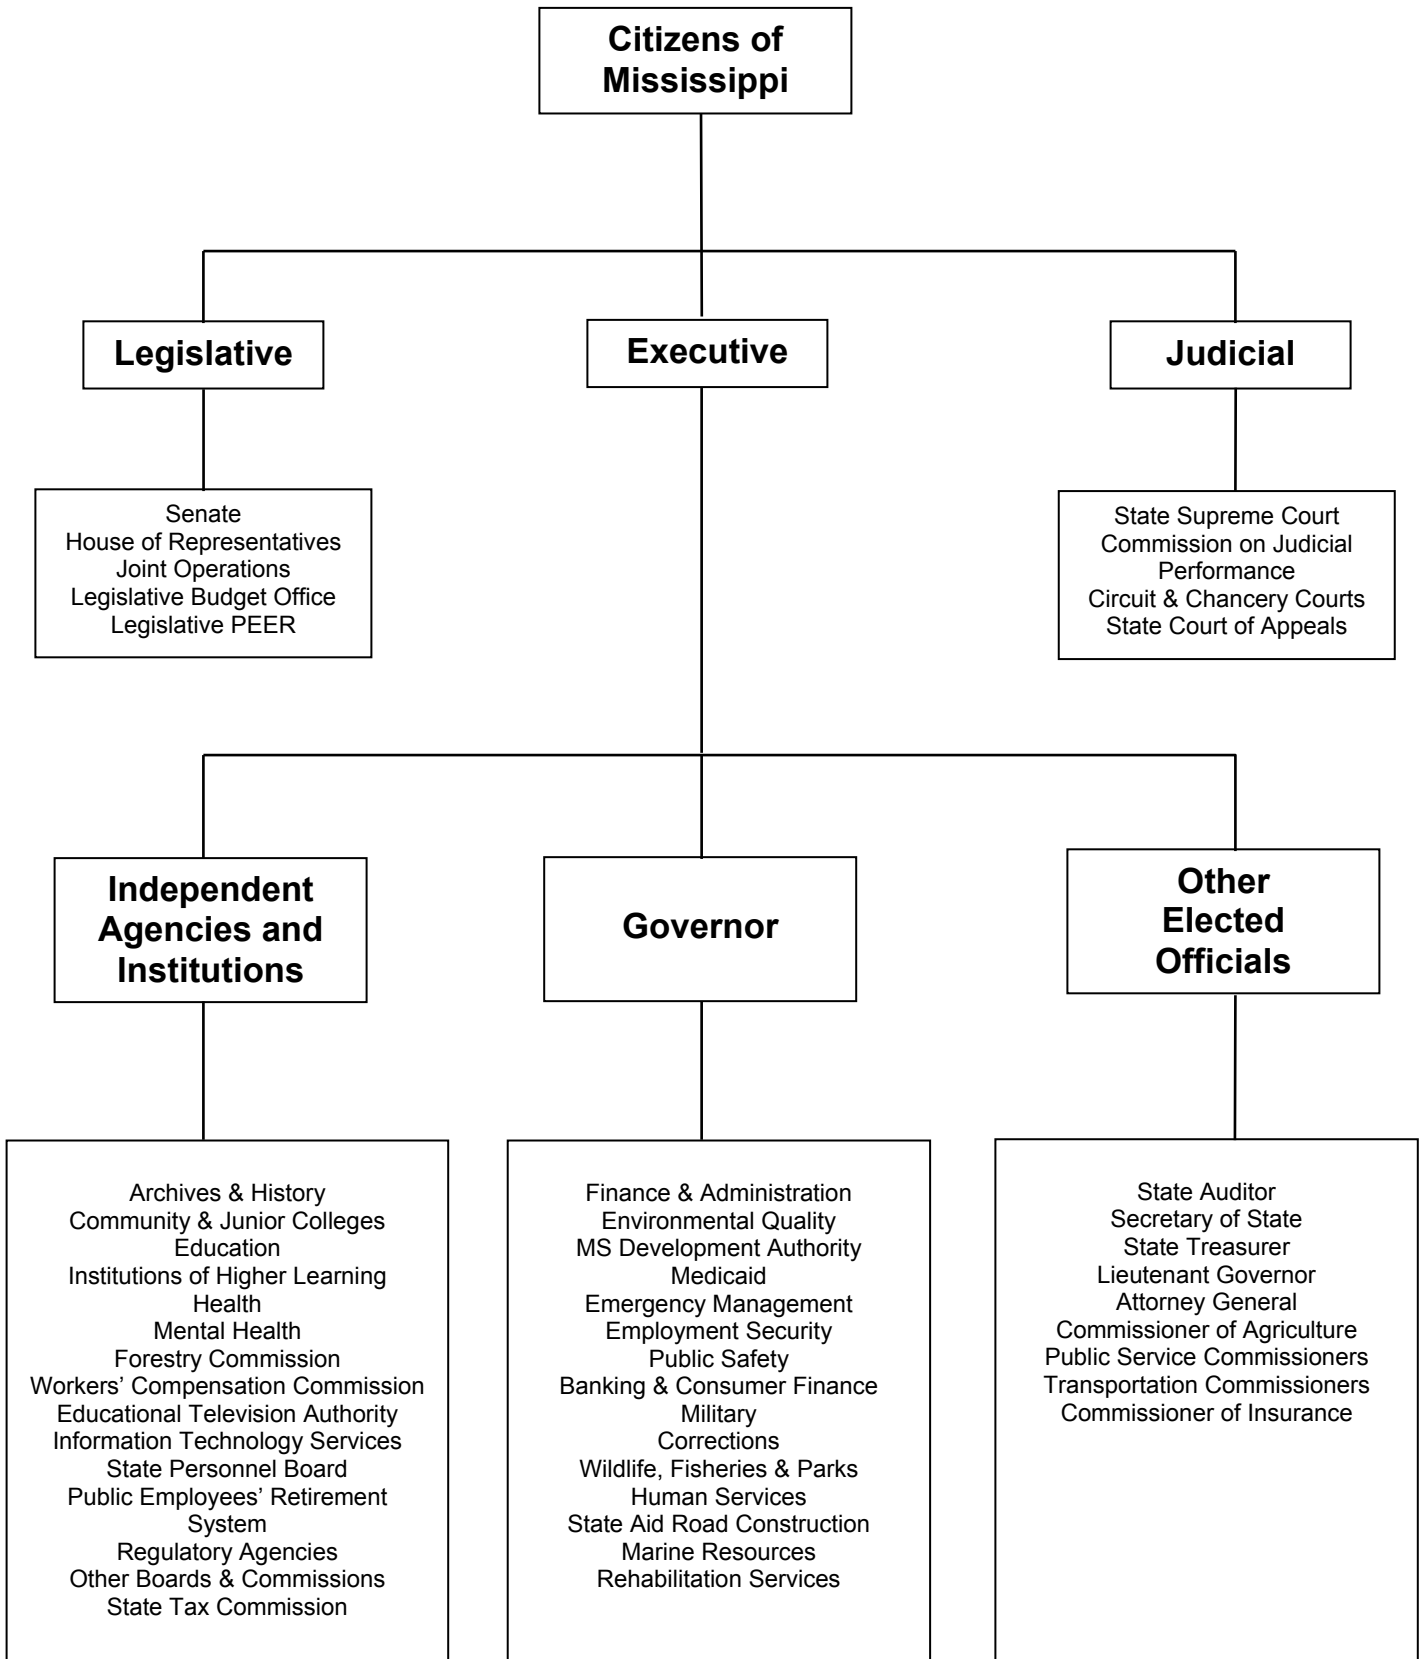 Citizens of
Mississippi
Legislative
Executive
Judicial
Senate
House of Representatives
Joint Operations
Legislative Budget Office
Legislative PEER
State Supreme Court
Commission on Judicial
Performance
Circuit & Chancery Courts
State Court of Appeals
Independent
Agencies and
Institutions
Governor
Other
Elected
Officials
Archives & History
Community & Junior Colleges
Education
Institutions of Higher Learning
Health
Mental Health
Forestry Commission
Workers’ Compensation Commission
Educational Television Authority
Information Technology Services
State Personnel Board
Public Employees’ Retirement
System
Regulatory Agencies
Other Boards & Commissions
State Tax Commission
Finance & Administration
Environmental Quality
MS Development Authority
Medicaid
Emergency Management
Employment Security
Public Safety
Banking & Consumer Finance
Military
Corrections
Wildlife, Fisheries & Parks
Human Services
State Aid Road Construction
Marine Resources
Rehabilitation Services
State Auditor
Secretary of State
State Treasurer
Lieutenant Governor
Attorney General
Commissioner of Agriculture
Public Service Commissioners
Transportation Commissioners
Commissioner of Insurance